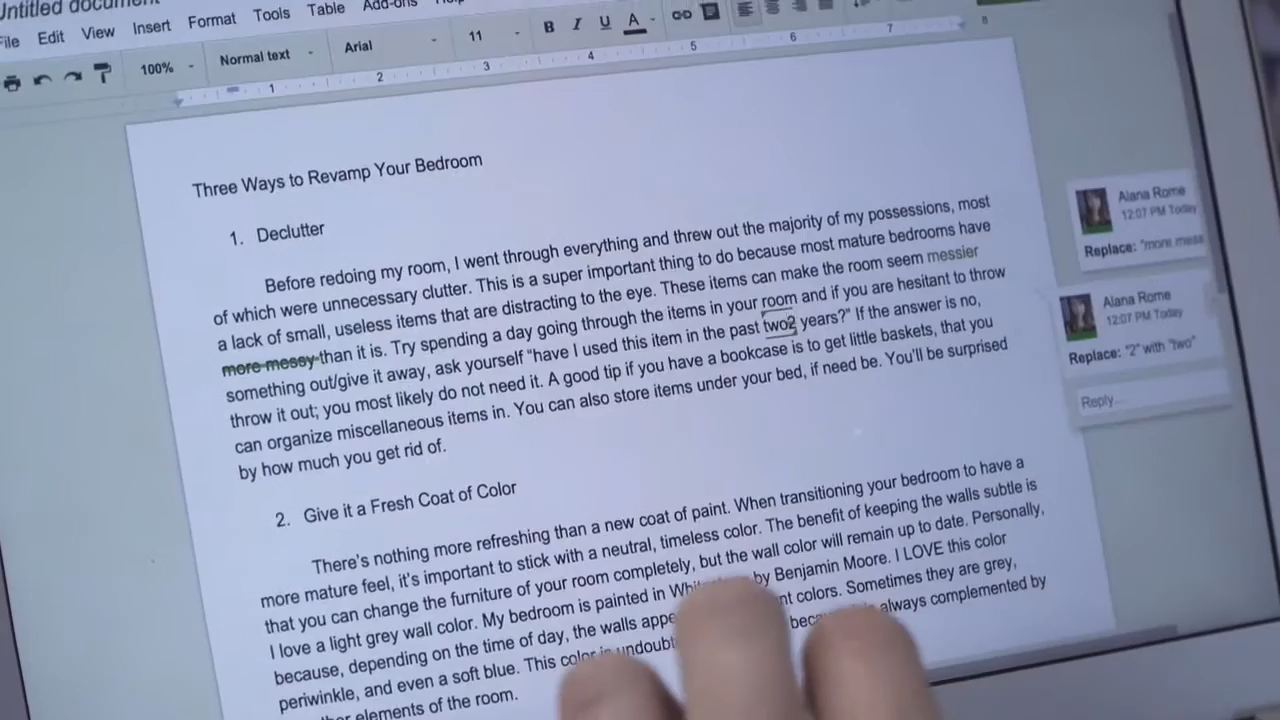 Untitled document
File Edit View Insert Format Tools Table Add-ons
100% Normal text Arial 11 B I U A
1 2 3 4 5 6 7 8
Three Ways to Revamp Your Bedroom
1. Declutter
Before redoing my room, I went through everything and threw out the majority of my possessions, most
of which were unnecessary clutter. This is a super important thing to do because most mature bedrooms have
a lack of small, useless items that are distracting to the eye. These items can make the room seem messier
more messy than it is. Try spending a day going through the items in your room and if you are hesitant to throw
something out/give it away, ask yourself “have I used this item in the past two2 years?” If the answer is no,
throw it out; you most likely do not need it. A good tip if you have a bookcase is to get little baskets, that you
can organize miscellaneous items in. You can also store items under your bed, if need be. You'll be surprised
by how much you get rid of.
2. Give it a Fresh Coat of Color
There's nothing more refreshing than a new coat of paint. When transitioning your bedroom to have a
more mature feel, it's important to stick with a neutral, timeless color. The benefit of keeping the walls subtle is
that you can change the furniture of your room completely, but the wall color will remain up to date. Personally,
I love a light grey wall color. My bedroom is painted in by Benjamin Moore. I LOVE this color
because, depending on the time of day, the walls colors. Sometimes they are grey,
periwinkle, and even a soft blue. This color is always complemented by
elements of the room.
Alana Rome
12:07 PM Today
Replace: "more mess
Alana Rome
12:07 PM Today
Replace: "2" with "two"
Reply...